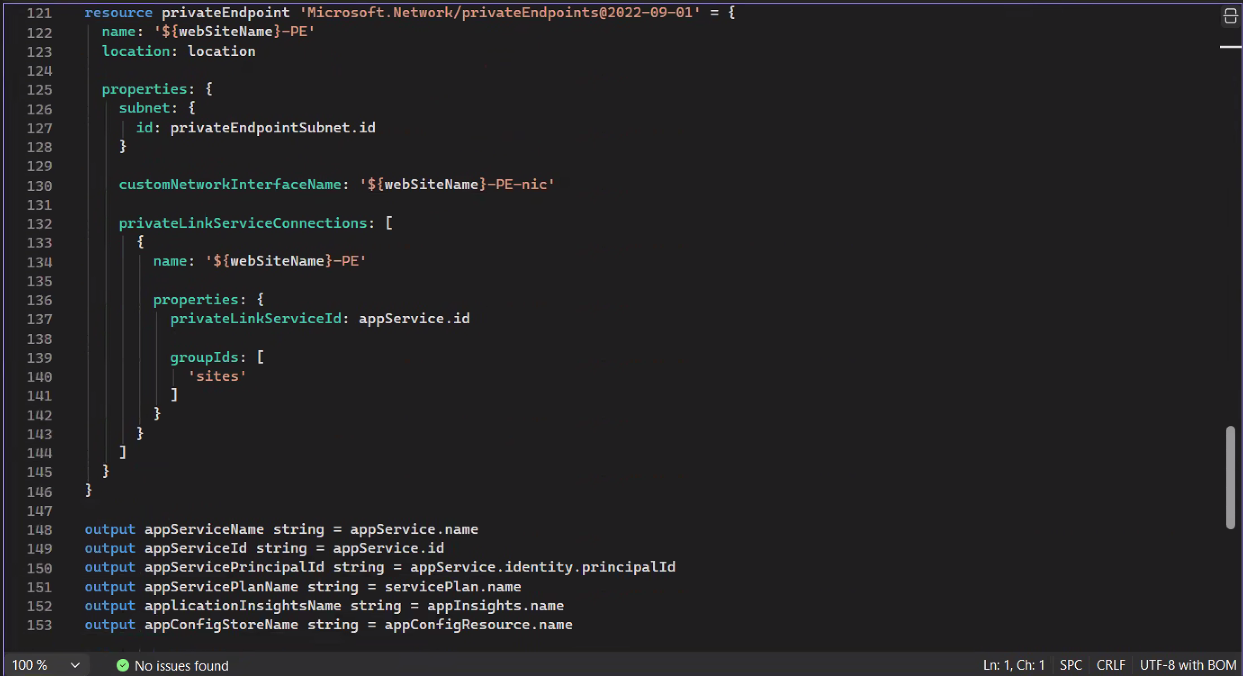 121 resource privateEndpoint 'Microsoft.Network/privateEndpoints@2022-09-01' = {
122 name: '${webSiteName}-PE'
123 location: location
124
125 properties: {
126 subnet: {
127 id: privateEndpointSubnet.id
128 }
129
130 customNetworkInterfaceName: '${webSiteName}-PE-nic'
131
132 privateLinkServiceConnections: [
133 {
134 name: '${webSiteName}-PE'
135
136 properties: {
137 privateLinkServiceId: appService.id
138
139 groupIds: [
140 'sites'
141 ]
142 }
143 }
144 ]
145 }
146 }
147
148 output appServiceName string = appService.name
149 output appServiceId string = appService.id
150 output appServicePrincipalId string = appService.identity.principalId
151 output appServicePlanName string = servicePlan.name
152 output applicationInsightsName string = appInsights.name
153 output appConfigStoreName string = appConfigResource.name
100 % No issues found Ln: 1, Ch: 1 SPC CRLF UTF-8 with BOM